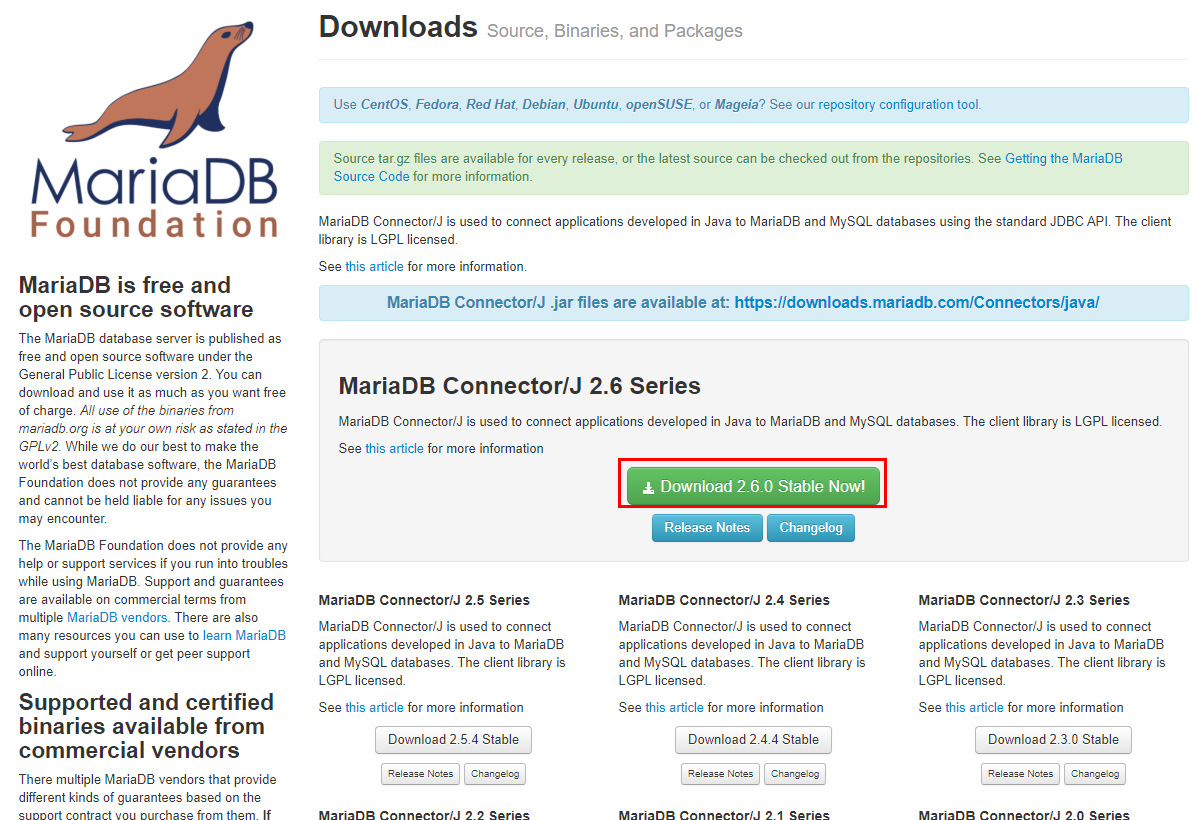 MariaDB
Foundation
MariaDB is free and
open source software
The MariaDB database server is published as
free and open source software under the
General Public License version 2. You can
download and use it as much as you want free
of charge. All use of the binaries from
mariadb.org is at your own risk as stated in the
GPLv2. While we do our best to make the
world's best database software, the MariaDB
Foundation does not provide any guarantees
and cannot be held liable for any issues you
may encounter.
The MariaDB Foundation does not provide any
help or support services if you run into troubles
while using MariaDB. Support and guarantees
are available on commercial terms from
multiple MariaDB vendors. There are also
many resources you can use to learn MariaDB
and support yourself or get peer support
online.
Supported and certified
binaries available from
commercial vendors
There multiple MariaDB vendors that provide
different kinds of guarantees based on the
support contract you purchase from them. If
Downloads Source, Binaries, and Packages
Use CentOS, Fedora, Red Hat, Debian, Ubuntu, openSUSE, or Mageia? See our repository configuration tool.
Source tar.gz files are available for every release, or the latest source can be checked out from the repositories. See Getting the MariaDB
Source Code for more information.
MariaDB Connector/J is used to connect applications developed in Java to MariaDB and MySQL databases using the standard JDBC API. The client
library is LGPL licensed.
See this article for more information.
MariaDB Connector/J .jar files are available at: https://downloads.mariadb.com/Connectors/java/
MariaDB Connector/J 2.6 Series
MariaDB Connector/J is used to connect applications developed in Java to MariaDB and MySQL databases. The client library is LGPL licensed.
See this article for more information
Download 2.6.0 Stable Now!
Release Notes Changelog
MariaDB Connector/J 2.5 Series
MariaDB Connector/J is used to connect
applications developed in Java to MariaDB
and MySQL databases. The client library is
LGPL licensed.
See this article for more information
Download 2.5.4 Stable
Release Notes Changelog
MariaDB Connector/J 2.4 Series
MariaDB Connector/J is used to connect
applications developed in Java to MariaDB
and MySQL databases. The client library is
LGPL licensed.
See this article for more information
Download 2.4.4 Stable
Release Notes Changelog
MariaDB Connector/J 2.3 Series
MariaDB Connector/J is used to connect
applications developed in Java to MariaDB
and MySQL databases. The client library is
LGPL licensed.
See this article for more information
Download 2.3.0 Stable
Release Notes Changelog
MariaDB Connector/J 2.2 Series
MariaDB Connector/J 2.1 Series
MariaDB Connector/J 2.0 Series